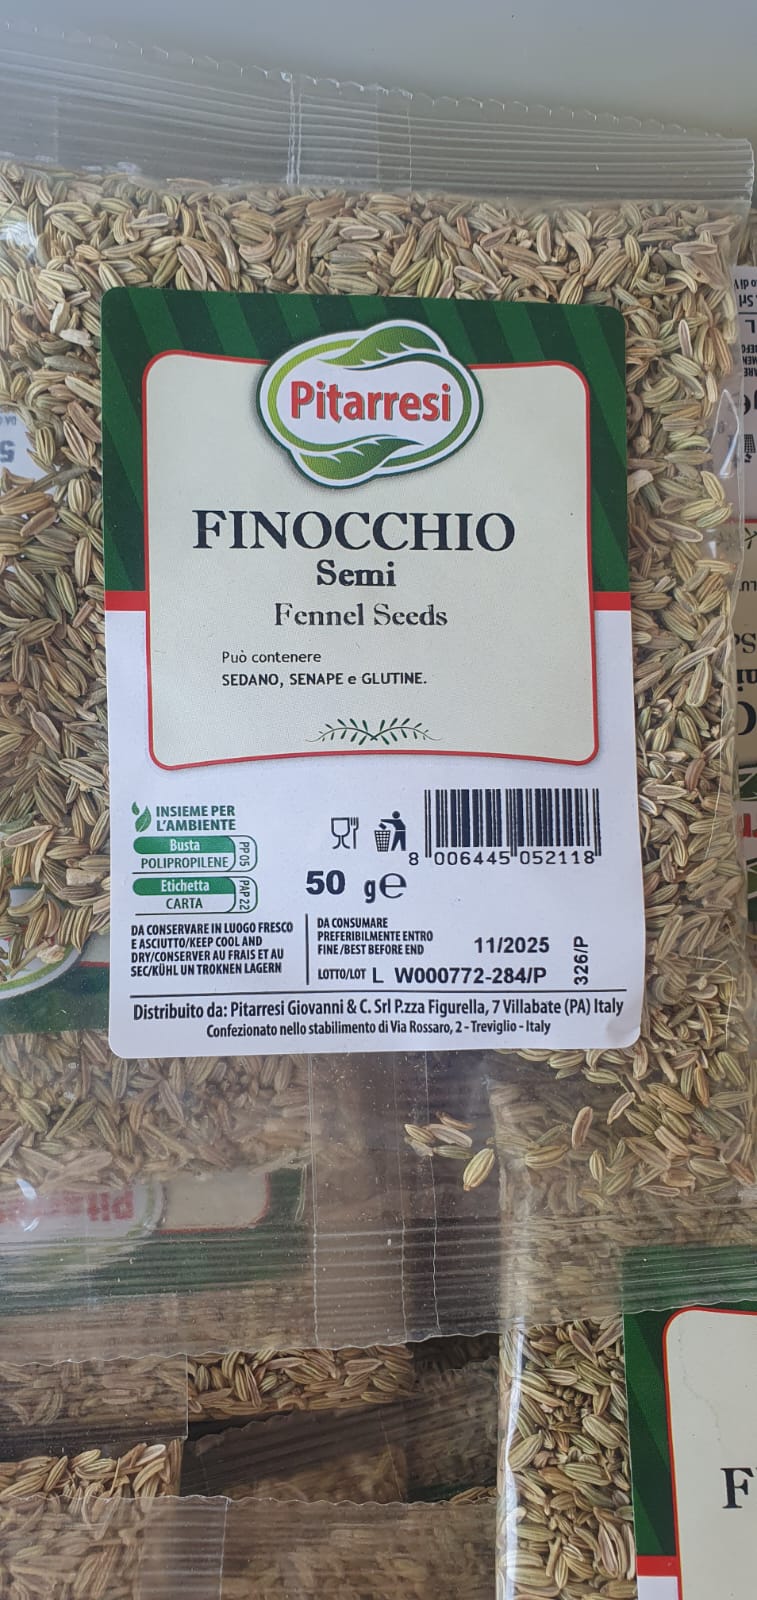 Pitarresi
FINOCCHIO
Semi
Fennel Seeds
Può contenere
SEDANO, SENAPE e GLUTINE.
INSIEME PER
L'AMBIENTE
Busta
POLIPROPILENE
PP 05
Etichetta
CARTA
PAP 22
50 g e
8 006445 052118
DA CONSERVARE IN LUOGO FRESCO
E ASCIUTTO/KEEP COOL AND
DRY/CONSERVER AU FRAIS ET AU
SEC/KÜHL UN TROKNEN LAGERN
DA CONSUMARE
PREFERIBILMENTE ENTRO
FINE /BEST BEFORE END
11/2025
LOTTO/LOT L W000772-284/P
326/P
Distribuito da: Pitarresi Giovanni & C. Srl P.zza Figurella, 7 Villabate (PA) Italy
Confezionato nello stabilimento di Via Rossaro, 2 - Treviglio - Italy